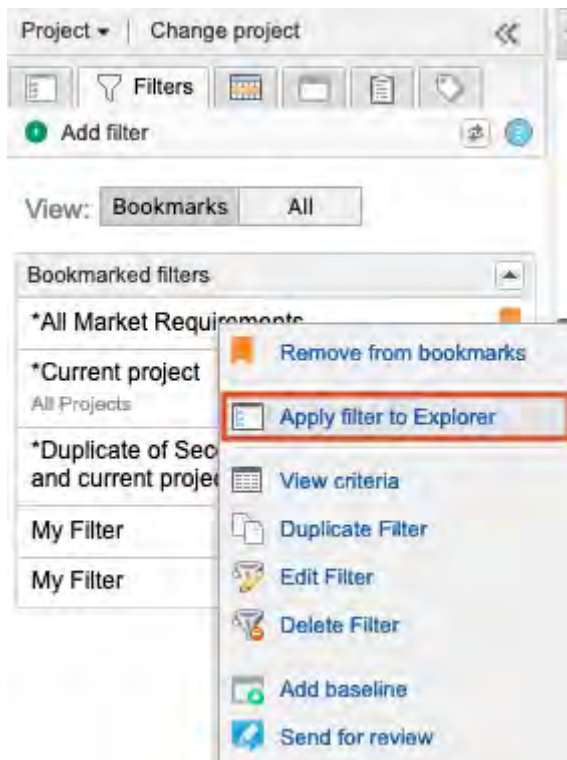 Project
Change project
Filters
Add filter
View: Bookmarks All
Bookmarked filters
*All Market Requirements
Remove from bookmarks
*Current project
All Projects
Apply filter to Explorer
*Duplicate of Sec
and current projec
View criteria
My Filter
Duplicate Filter
My Filter
Edit Filter
Delete Filter
Add baseline
Send for review